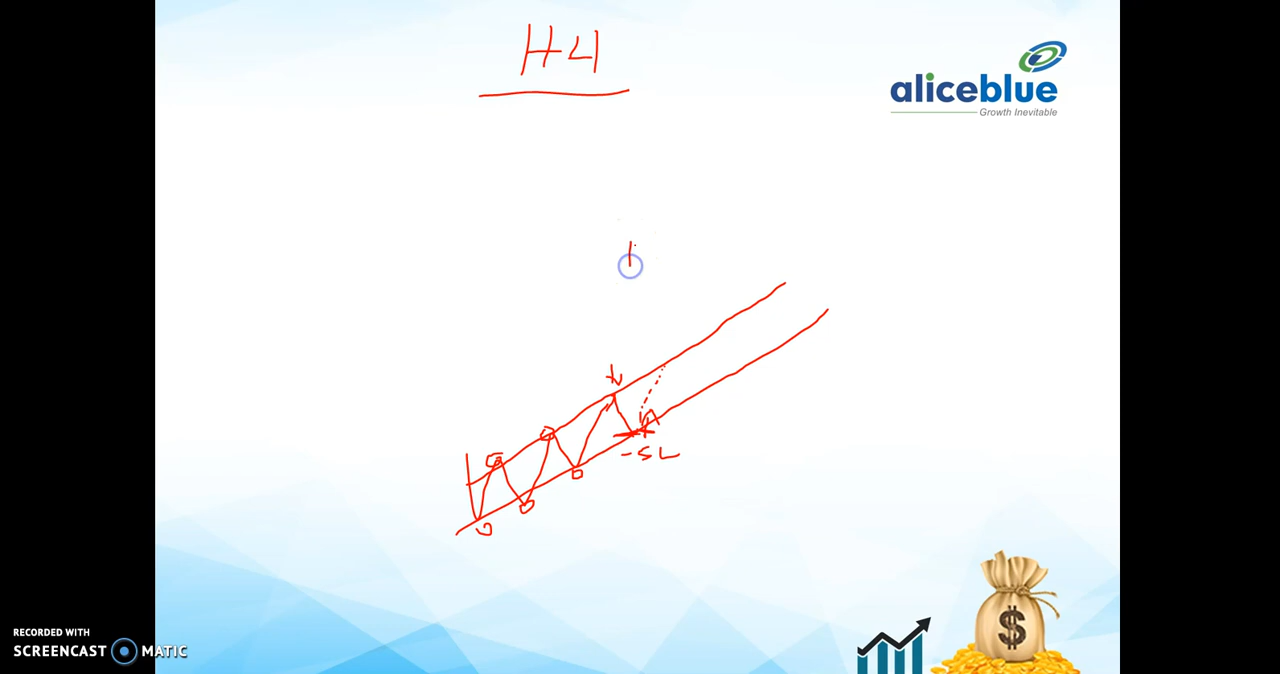 H4
aliceblue
Growth Inevitable
-SL
RECORDED WITH
SCREENCAST MATIC